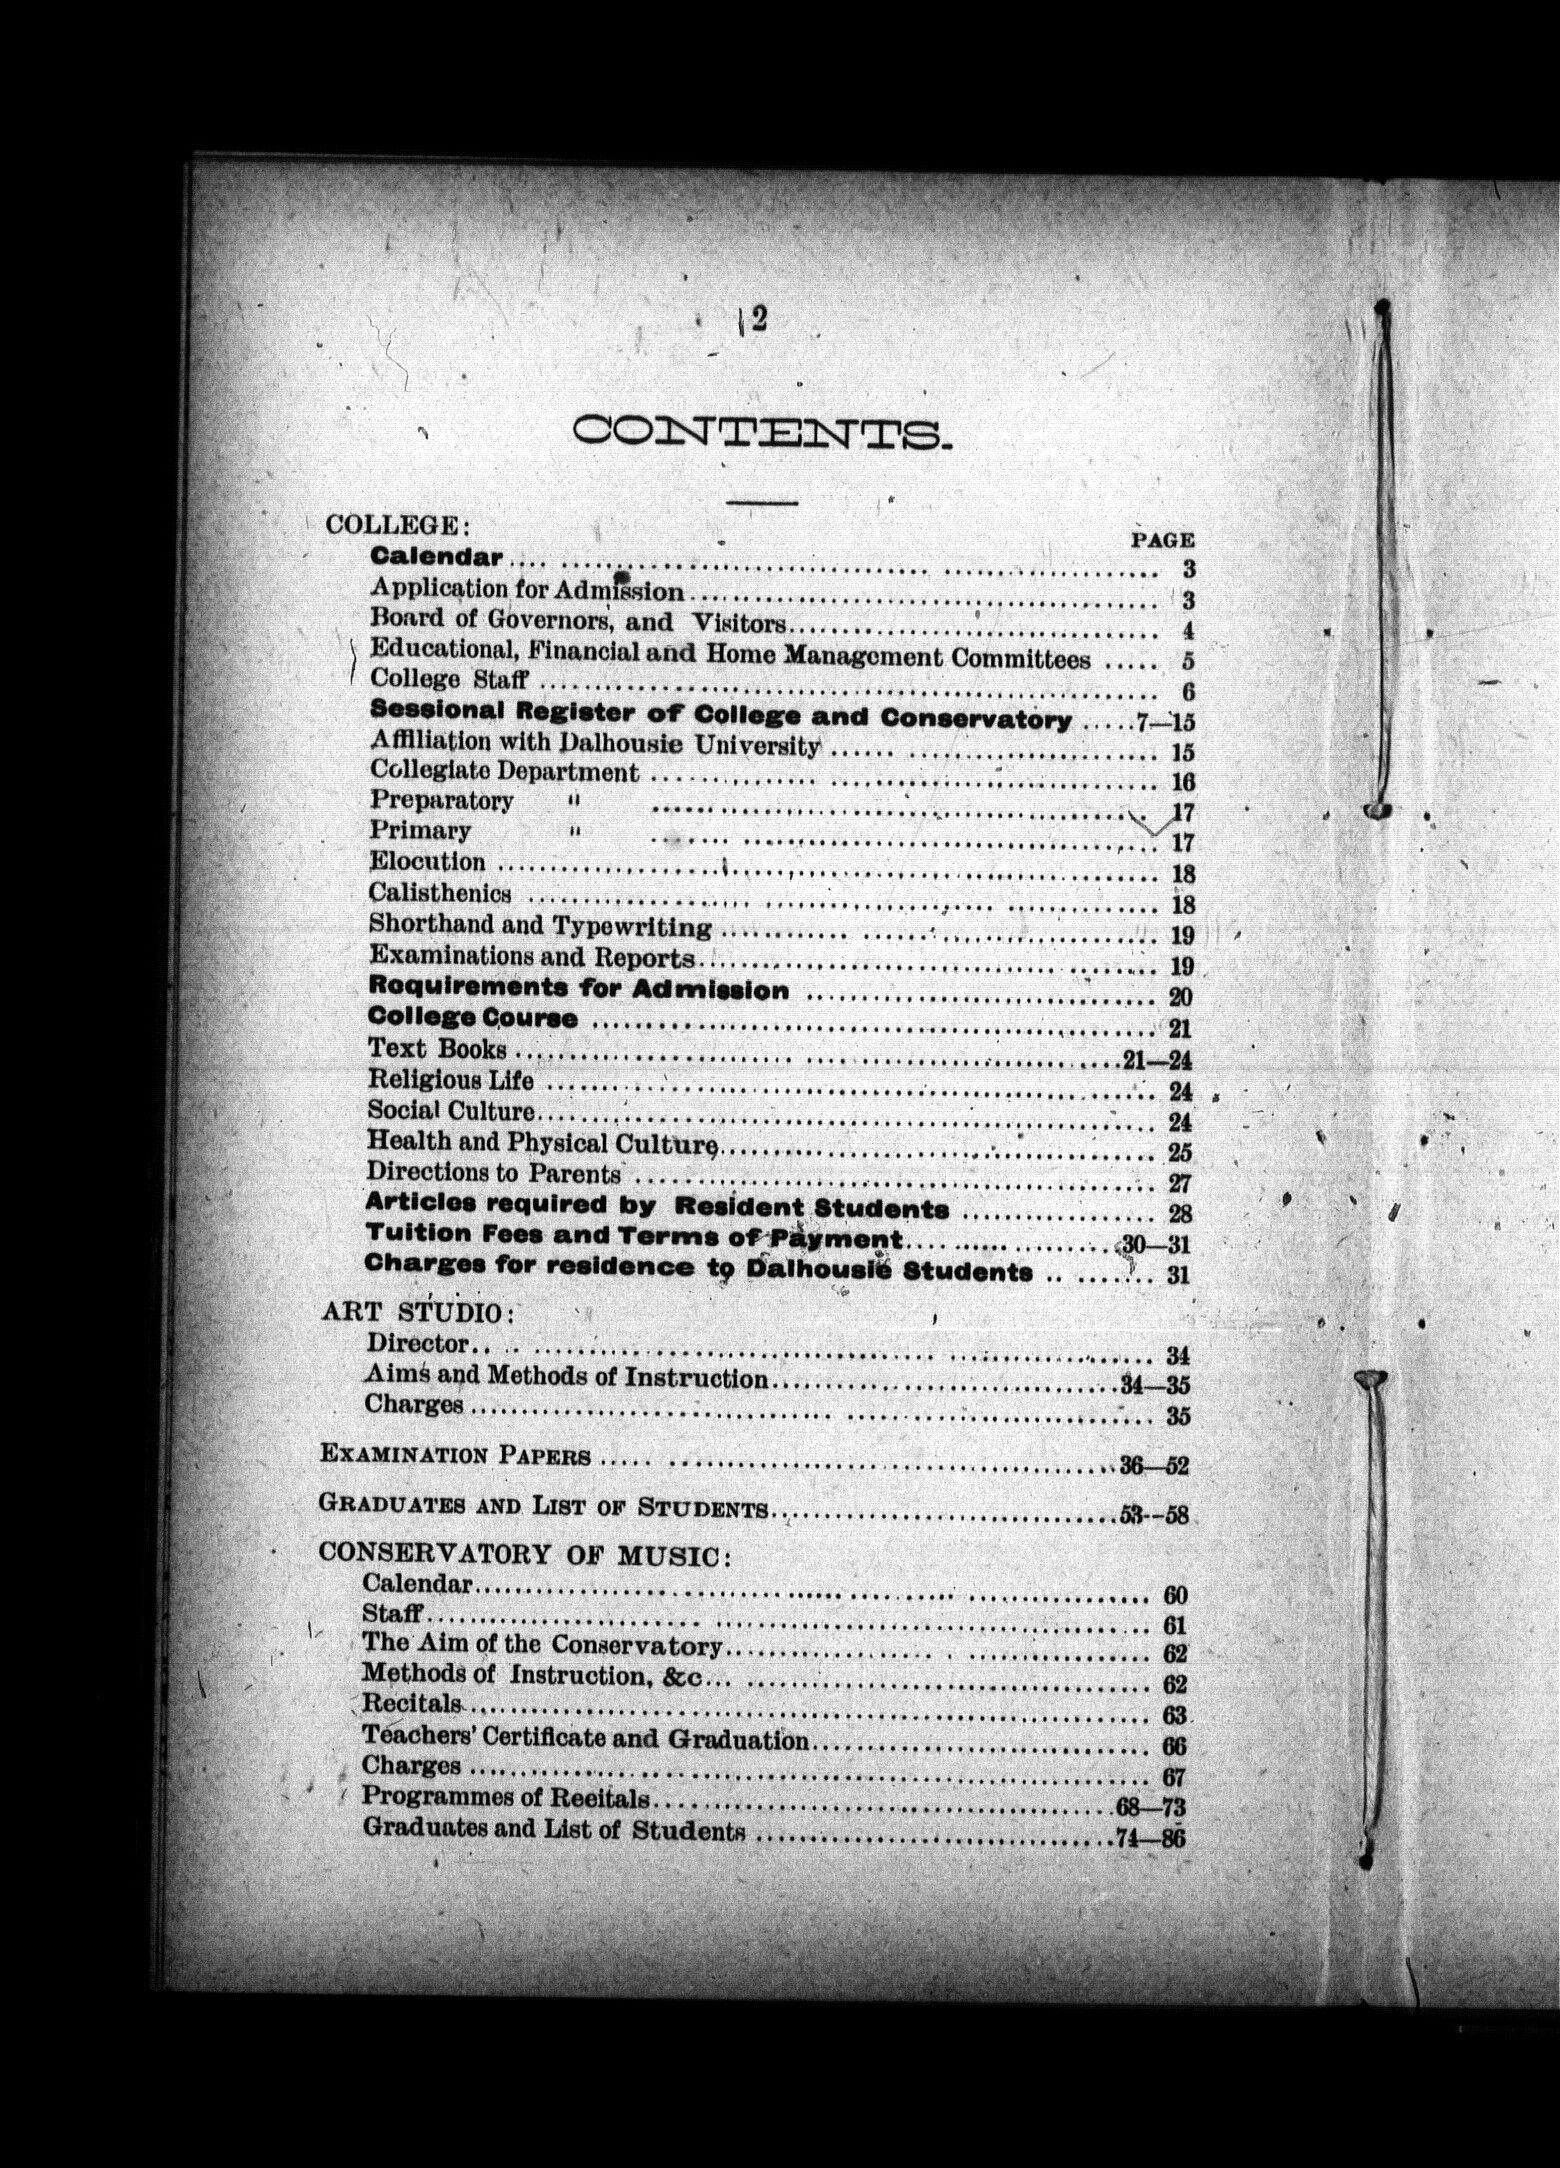 2
CONTENTS.
COLLEGE:
PAGE
Calendar .... 3
Application for Admission .... 3
Board of Governors, and Visitors .... 4
Educational, Financial and Home Management Committees ..... 5
College Staff .... 6
Sessional Register of College and Conservatory .....7—15
Affiliation with Dalhousie University .... 15
Collegiate Department .... 16
Preparatory " .... 17
Primary " .... 17
Elocution .... 18
Calisthenics .... 18
Shorthand and Typewriting .... 19
Examinations and Reports .... 19
Requirements for Admission .... 20
College Course .... 21
Text Books ....21—24
Religious Life .... 24
Social Culture .... 24
Health and Physical Culture .... 25
Directions to Parents .... 27
Articles required by Resident Students .... 28
Tuition Fees and Terms of Payment ....30—31
Charges for residence to Dalhousie Students .... 31
ART STUDIO:
Director .... 34
Aims and Methods of Instruction ....34—35
Charges .... 35
EXAMINATION PAPERS ....36—52
GRADUATES AND LIST OF STUDENTS ....53--58
CONSERVATORY OF MUSIC:
Calendar .... 60
Staff .... 61
The Aim of the Conservatory .... 62
Methods of Instruction, &c .... 62
Recitals .... 63
Teachers' Certificate and Graduation .... 66
Charges .... 67
Programmes of Recitals ....68—73
Graduates and List of Students ....74—86